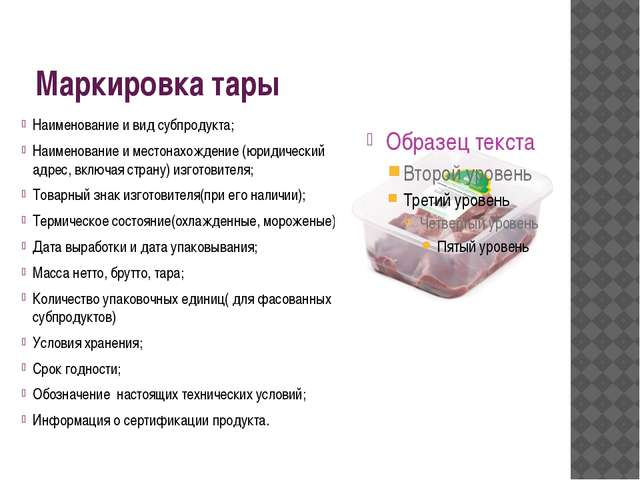 Маркировка тары
Наименование и вид субпродукта;
Наименование и местонахождение (юридический
адрес, включая страну) изготовителя;
Товарный знак изготовителя(при его наличии);
Термическое состояние(охлажденные, мороженые)
Дата выработки и дата упаковывания;
Масса нетто, брутто, тара;
Количество упаковочных единиц( для фасованных
субпродуктов)
Условия хранения;
Срок годности;
Обозначение настоящих технических условий;
Информация о сертификации продукта.
Образец текста
Второй уровень
Третий уровень
Четвертый уровень
Пятый уровень